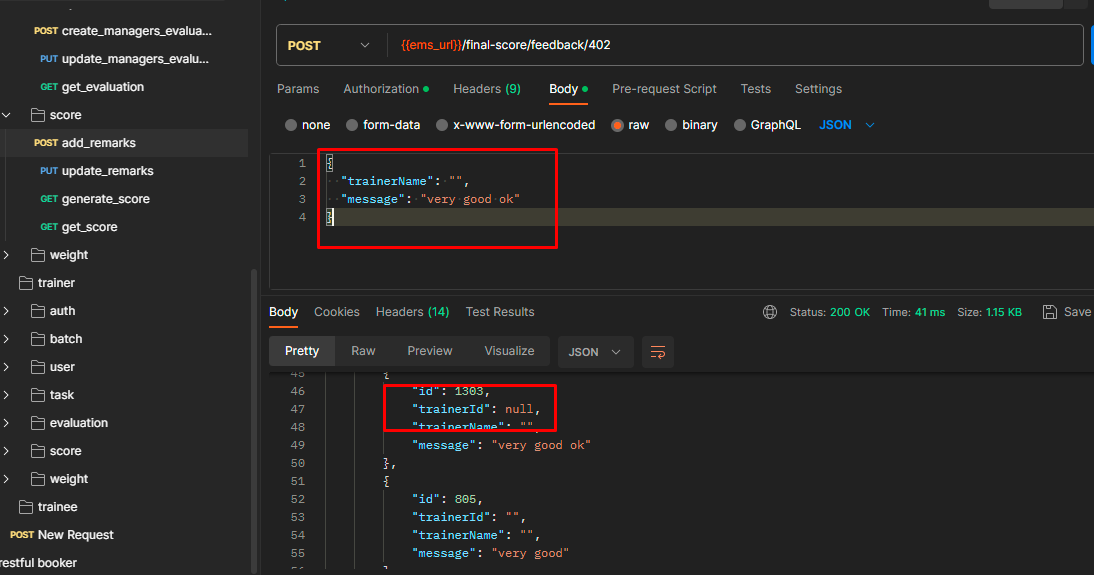 POST create_managers_evalua...
PUT update_managers_evalu...
GET get_evaluation
score
POST add_remarks
PUT update_remarks
GET generate_score
GET get_score
weight
trainer
auth
batch
user
task
evaluation
score
weight
trainee
POST New Request
restful booker
POST {{ems_url}}/final-score/feedback/402
Params Authorization Headers (9) Body Pre-request Script Tests Settings
none form-data x-www-form-urlencoded raw binary GraphQL JSON
1 {
2 "trainerName": "",
3 "message": "very good ok"
4 }
Body Cookies Headers (14) Test Results Status: 200 OK Time: 41 ms Size: 1.15 KB Save
Pretty Raw Preview Visualize JSON
45 {
46 "id": 1303,
47 "trainerId": null,
48 "trainerName": "",
49 "message": "very good ok"
50 },
51 {
52 "id": 805,
53 "trainerId": "",
54 "trainerName": "",
55 "message": "very good"
56